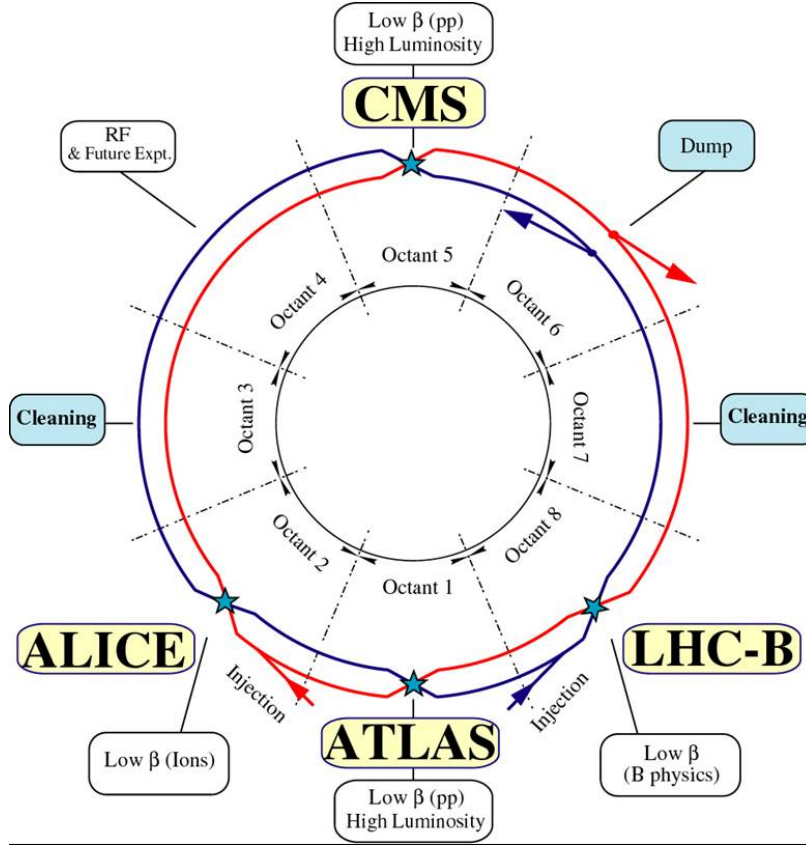 Low β (pp)
High Luminosity
CMS
RF
& Future Expt.
Dump
Octant 5
Octant 4
Octant 6
Cleaning
Octant 3
Octant 7
Cleaning
Octant 2
Octant 8
Octant 1
ALICE
LHC-B
Injection
Injection
ATLAS
Low β (Ions)
Low β
(B physics)
Low β (pp)
High Luminosity